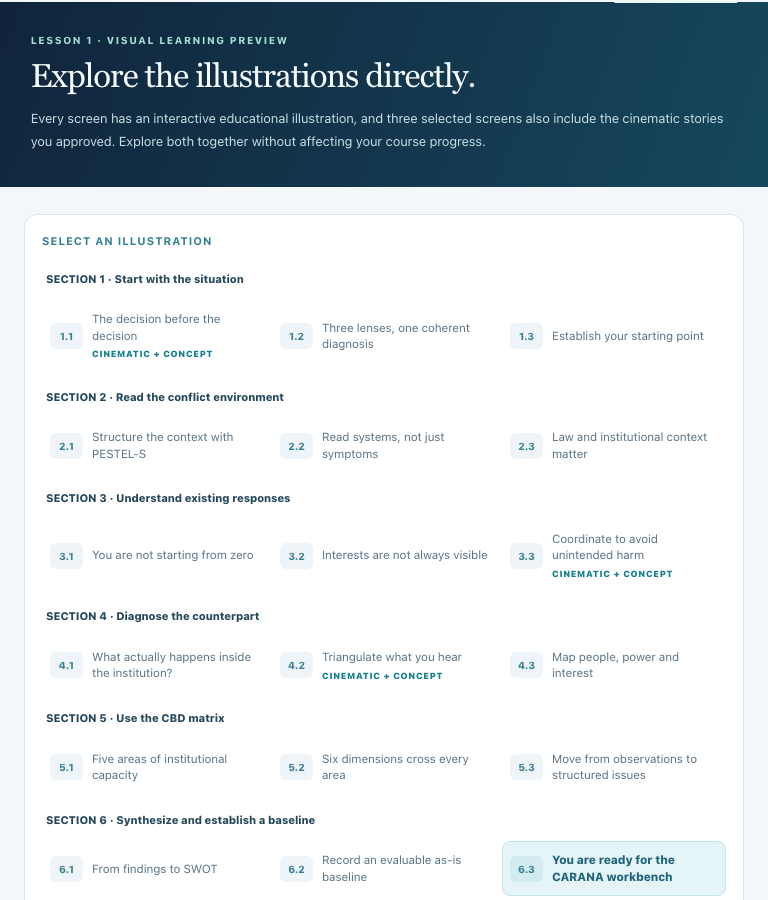 LESSON 1 · VISUAL LEARNING PREVIEW
Explore the illustrations directly.
Every screen has an interactive educational illustration, and three selected screens also include the cinematic stories
you approved. Explore both together without affecting your course progress.
SELECT AN ILLUSTRATION
SECTION 1 · Start with the situation
1.1
The decision before the
decision
CINEMATIC + CONCEPT
1.2
Three lenses, one coherent
diagnosis
1.3
Establish your starting point
SECTION 2 · Read the conflict environment
2.1
Structure the context with
PESTEL-S
2.2
Read systems, not just
symptoms
2.3
Law and institutional context
matter
SECTION 3 · Understand existing responses
3.1
You are not starting from zero
3.2
Interests are not always visible
3.3
Coordinate to avoid
unintended harm
CINEMATIC + CONCEPT
SECTION 4 · Diagnose the counterpart
4.1
What actually happens inside
the institution?
4.2
Triangulate what you hear
CINEMATIC + CONCEPT
4.3
Map people, power and
interest
SECTION 5 · Use the CBD matrix
5.1
Five areas of institutional
capacity
5.2
Six dimensions cross every
area
5.3
Move from observations to
structured issues
SECTION 6 · Synthesize and establish a baseline
6.1
From findings to SWOT
6.2
Record an evaluable as-is
baseline
6.3
You are ready for the
CARANA workbench